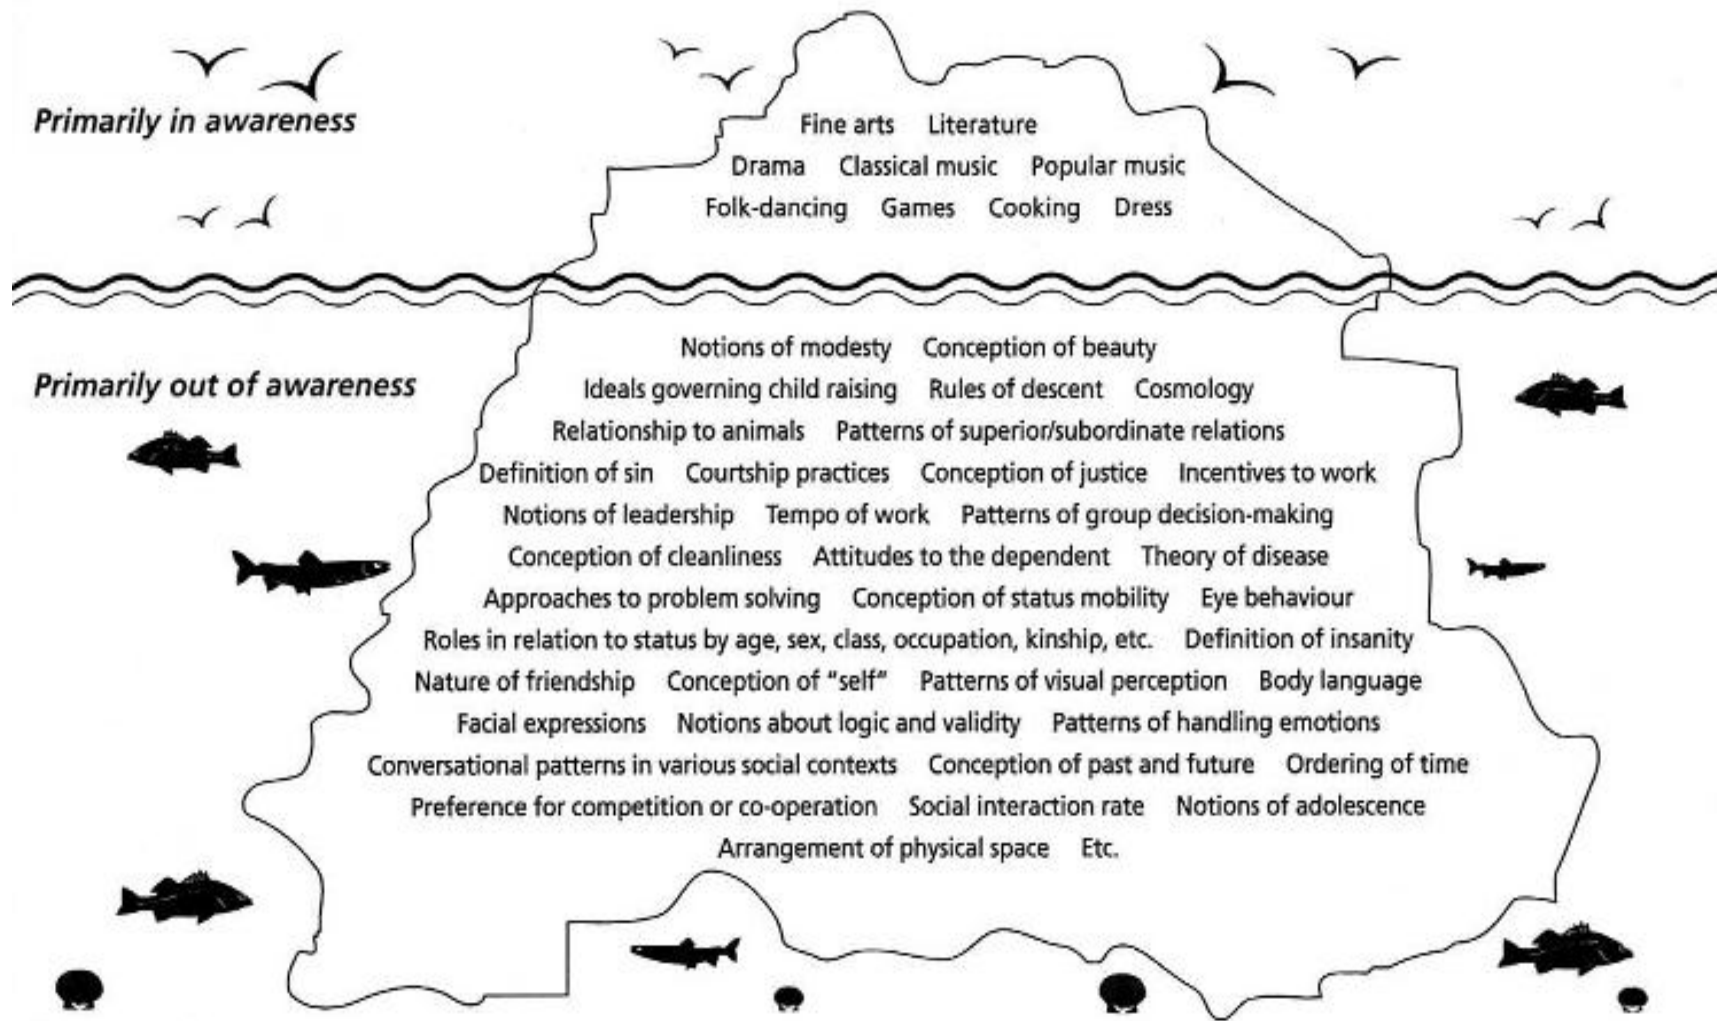 Primarily in awareness
Fine arts Literature
Drama Classical music Popular music
Folk-dancing Games Cooking Dress
Primarily out of awareness
Notions of modesty Conception of beauty
Ideals governing child raising Rules of descent Cosmology
Relationship to animals Patterns of superior/subordinate relations
Definition of sin Courtship practices Conception of justice Incentives to work
Notions of leadership Tempo of work Patterns of group decision-making
Conception of cleanliness Attitudes to the dependent Theory of disease
Approaches to problem solving Conception of status mobility Eye behaviour
Roles in relation to status by age, sex, class, occupation, kinship, etc. Definition of insanity
Nature of friendship Conception of "self" Patterns of visual perception Body language
Facial expressions Notions about logic and validity Patterns of handling emotions
Conversational patterns in various social contexts Conception of past and future Ordering of time
Preference for competition or co-operation Social interaction rate Notions of adolescence
Arrangement of physical space Etc.